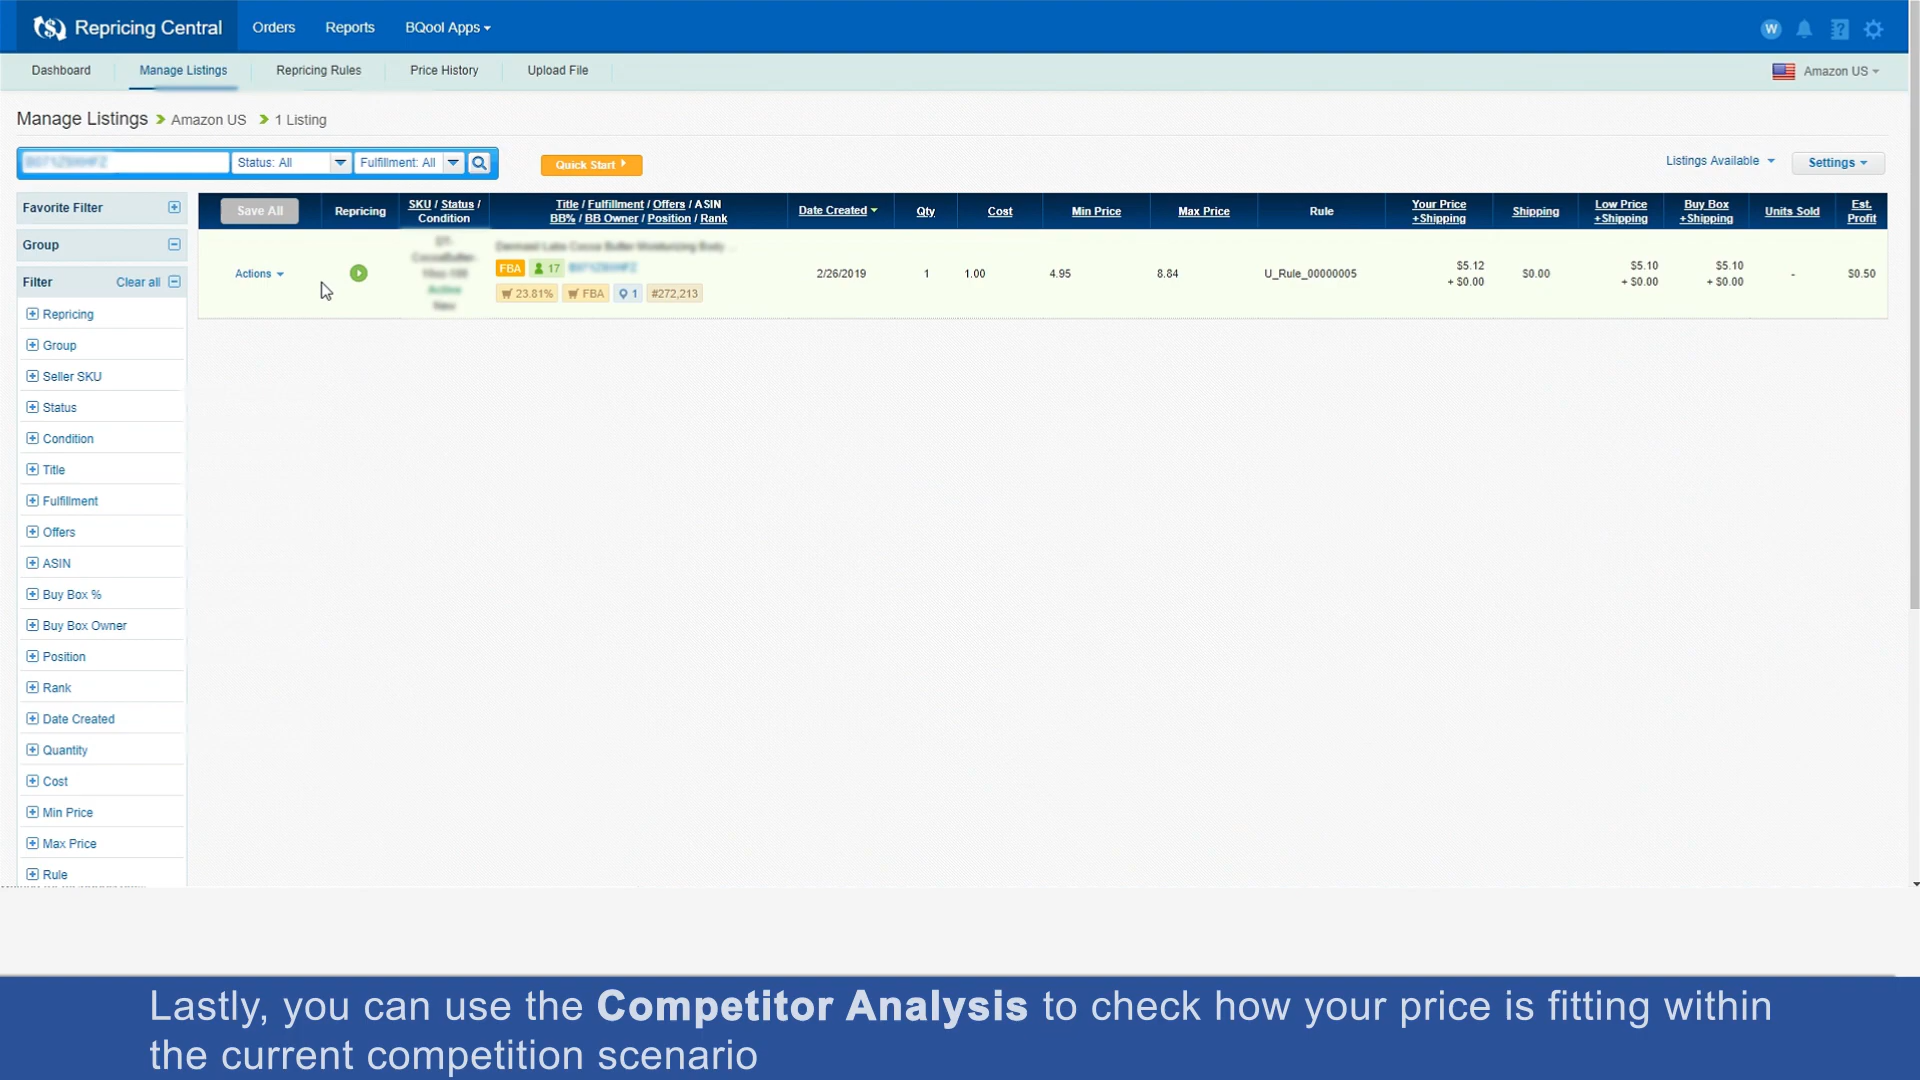 Repricing Central
Orders
Reports
BQool Apps
W
Dashboard
Manage Listings
Repricing Rules
Price History
Upload File
Amazon US
Manage Listings
Amazon US
1 Listing
Status: All
Fulfillment: All
Quick Start
Listings Available
Settings
Favorite Filter
Group
Filter Clear all
Repricing
Group
Seller SKU
Status
Condition
Title
Fulfillment
Offers
ASIN
Buy Box %
Buy Box Owner
Position
Rank
Date Created
Quantity
Cost
Min Price
Max Price
Rule
Save All
Repricing
SKU / Status /
Condition
Title / Fulfillment / Offers / ASIN
BB% / BB Owner / Position / Rank
Date Created
Qty
Cost
Min Price
Max Price
Rule
Your Price
+Shipping
Shipping
Low Price
+Shipping
Buy Box
+Shipping
Units Sold
Est.
Profit
Actions
Active
New
FBA 17
23.81% FBA 1 #272,213
2/26/2019
1
1.00
4.95
8.84
U_Rule_00000005
$5.12
+ $0.00
$0.00
$5.10
+ $0.00
$5.10
+ $0.00
-
$0.50
Lastly, you can use the Competitor Analysis to check how your price is fitting within
the current competition scenario